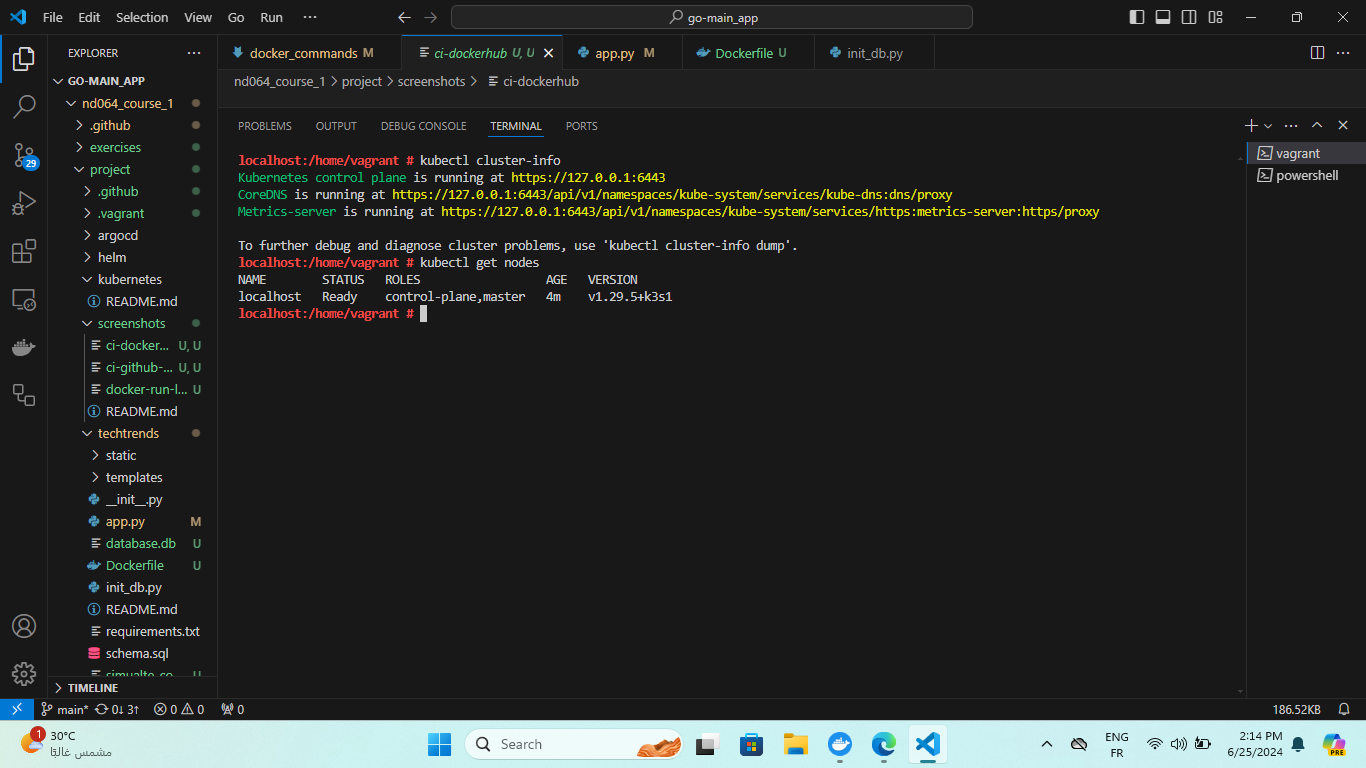 File Edit Selection View Go Run ···
go-main_app
EXPLORER ···
GO-MAIN_APP
nd064_course_1
.github
exercises
project
.github
.vagrant
argocd
helm
kubernetes
README.md
screenshots
ci-docker... U, U
ci-github-... U, U
docker-run-l... U
README.md
techtrends
static
templates
__init__.py
app.py M
database.db U
Dockerfile U
init_db.py
README.md
requirements.txt
schema.sql
TIMELINE
29
docker_commands M
ci-dockerhub U, U
app.py M
Dockerfile U
init_db.py
nd064_course_1 > project > screenshots > ci-dockerhub
PROBLEMS OUTPUT DEBUG CONSOLE TERMINAL PORTS
localhost:/home/vagrant # kubectl cluster-info
Kubernetes control plane is running at https://127.0.0.1:6443
CoreDNS is running at https://127.0.0.1:6443/api/v1/namespaces/kube-system/services/kube-dns:dns/proxy
Metrics-server is running at https://127.0.0.1:6443/api/v1/namespaces/kube-system/services/https:metrics-server:https/proxy
To further debug and diagnose cluster problems, use 'kubectl cluster-info dump'.
localhost:/home/vagrant # kubectl get nodes
NAME STATUS ROLES AGE VERSION
localhost Ready control-plane,master 4m v1.29.5+k3s1
localhost:/home/vagrant #
vagrant
powershell
main* 0↓ 3↑ 0 0 0
186.52KB
1
30°C
مشمس غالبًا
Search
ENG
FR
2:14 PM
6/25/2024
PRE